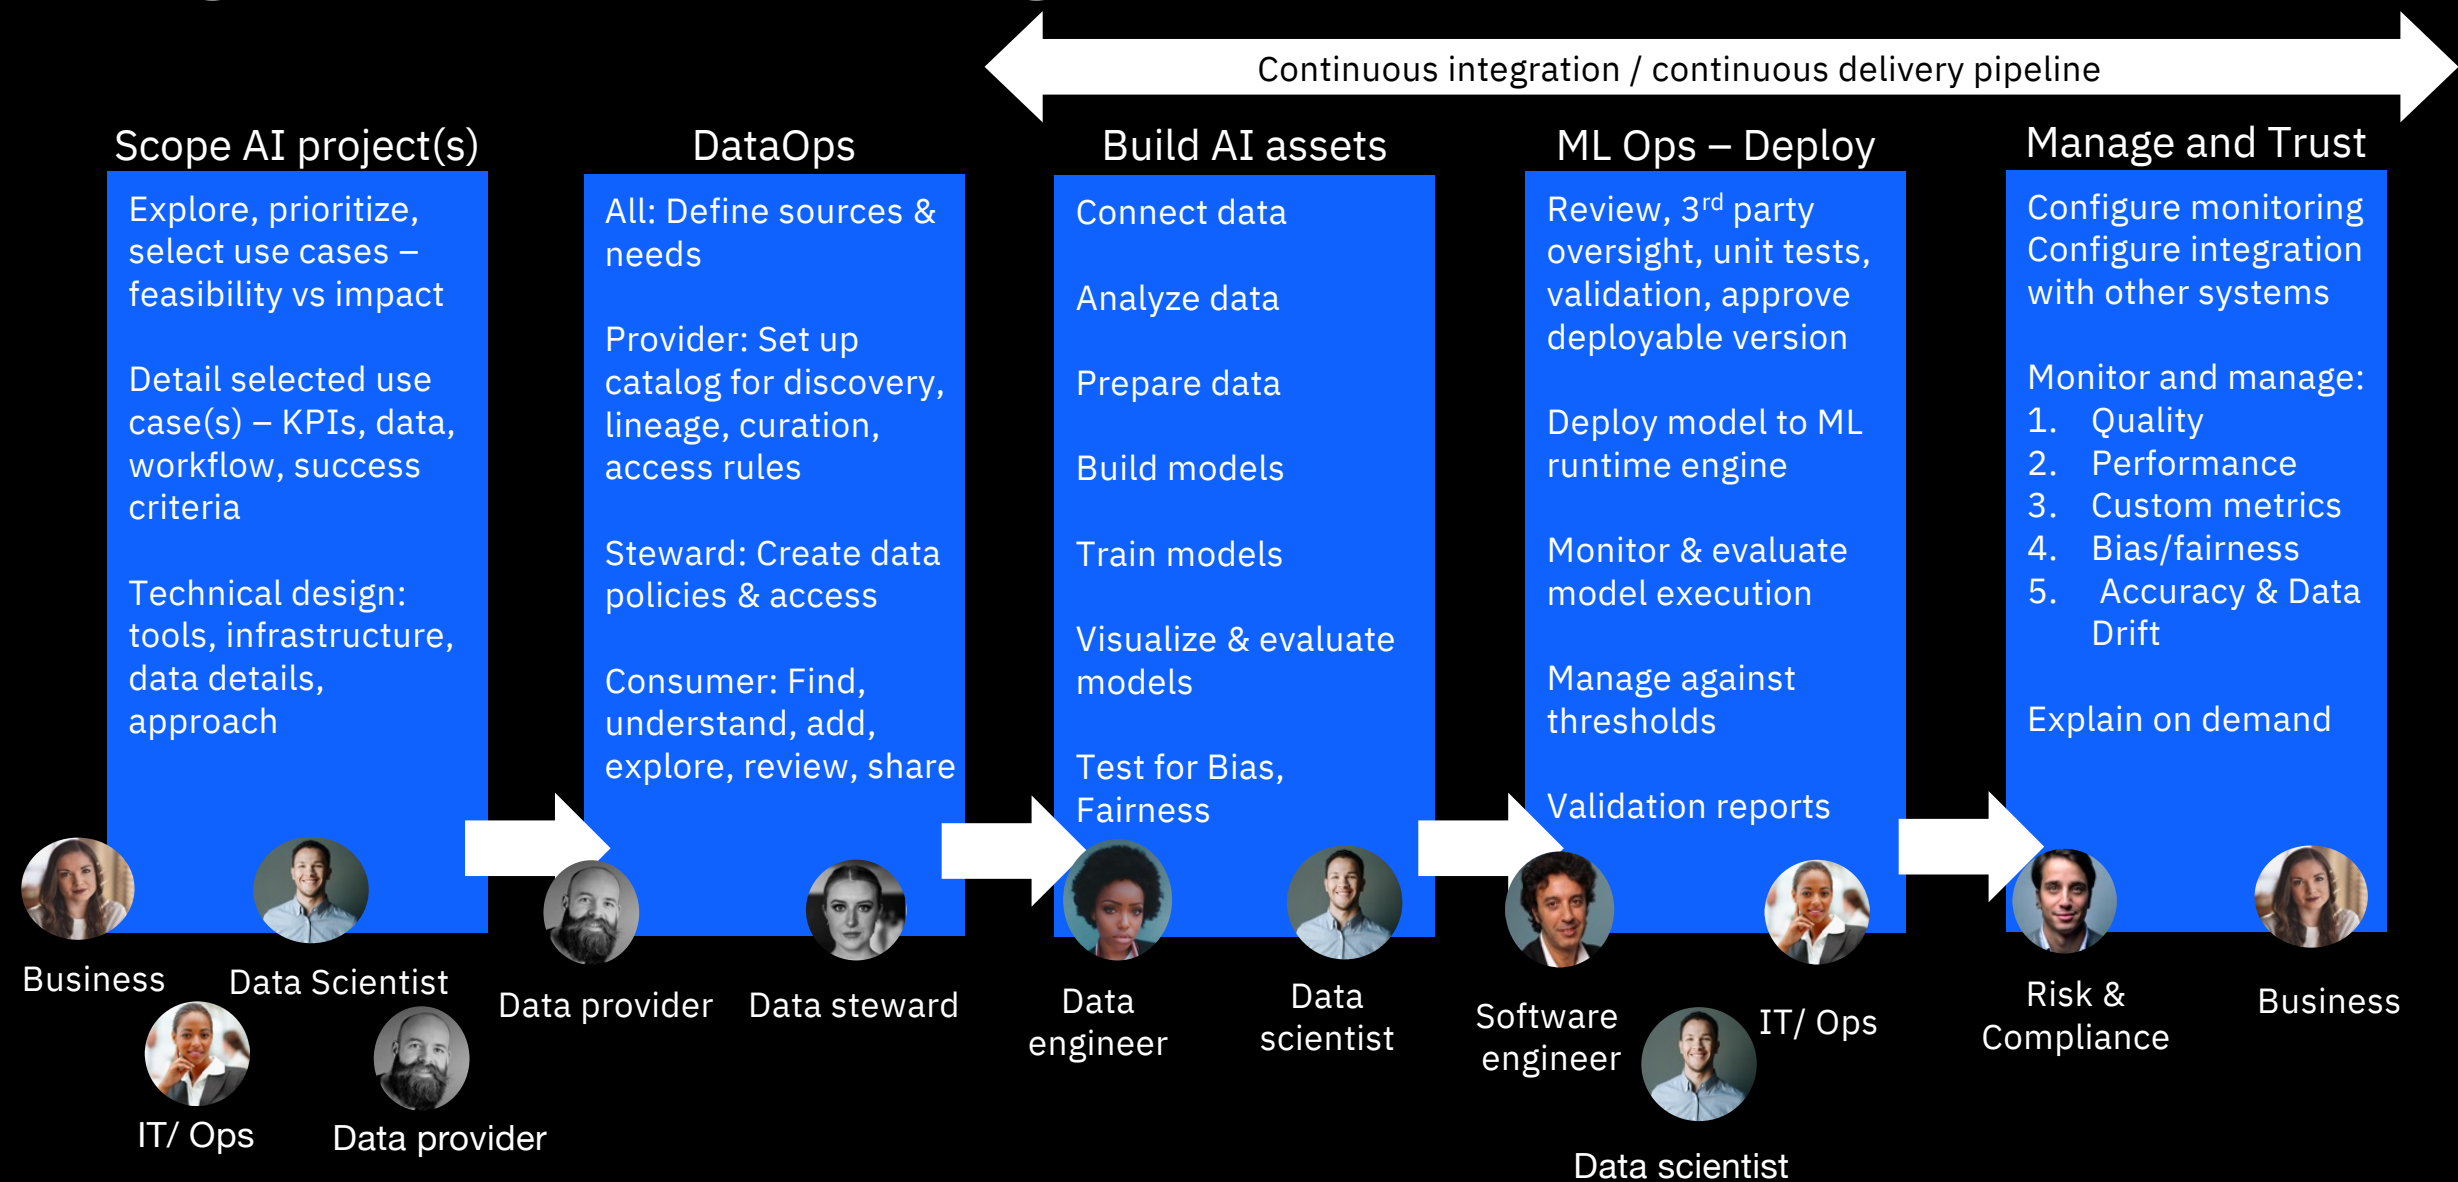 Continuous integration / continuous delivery pipeline
Scope AI project(s)
Explore, prioritize,
select use cases –
feasibility vs impact
Detail selected use
case(s) – KPIs, data,
workflow, success
criteria
Technical design:
tools, infrastructure,
data details,
approach
Business
Data Scientist
IT/ Ops
Data provider
DataOps
All: Define sources &
needs
Provider: Set up
catalog for discovery,
lineage, curation,
access rules
Steward: Create data
policies & access
Consumer: Find,
understand, add,
explore, review, share
Data provider
Data steward
Build AI assets
Connect data
Analyze data
Prepare data
Build models
Train models
Visualize & evaluate
models
Test for Bias,
Fairness
Data
engineer
Data
scientist
ML Ops – Deploy
Review, 3rd party
oversight, unit tests,
validation, approve
deployable version
Deploy model to ML
runtime engine
Monitor & evaluate
model execution
Manage against
thresholds
Validation reports
Software
engineer
IT/ Ops
Data scientist
Manage and Trust
Configure monitoring
Configure integration
with other systems
Monitor and manage:
1. Quality
2. Performance
3. Custom metrics
4. Bias/fairness
5. Accuracy & Data
Drift
Explain on demand
Risk &
Compliance
Business